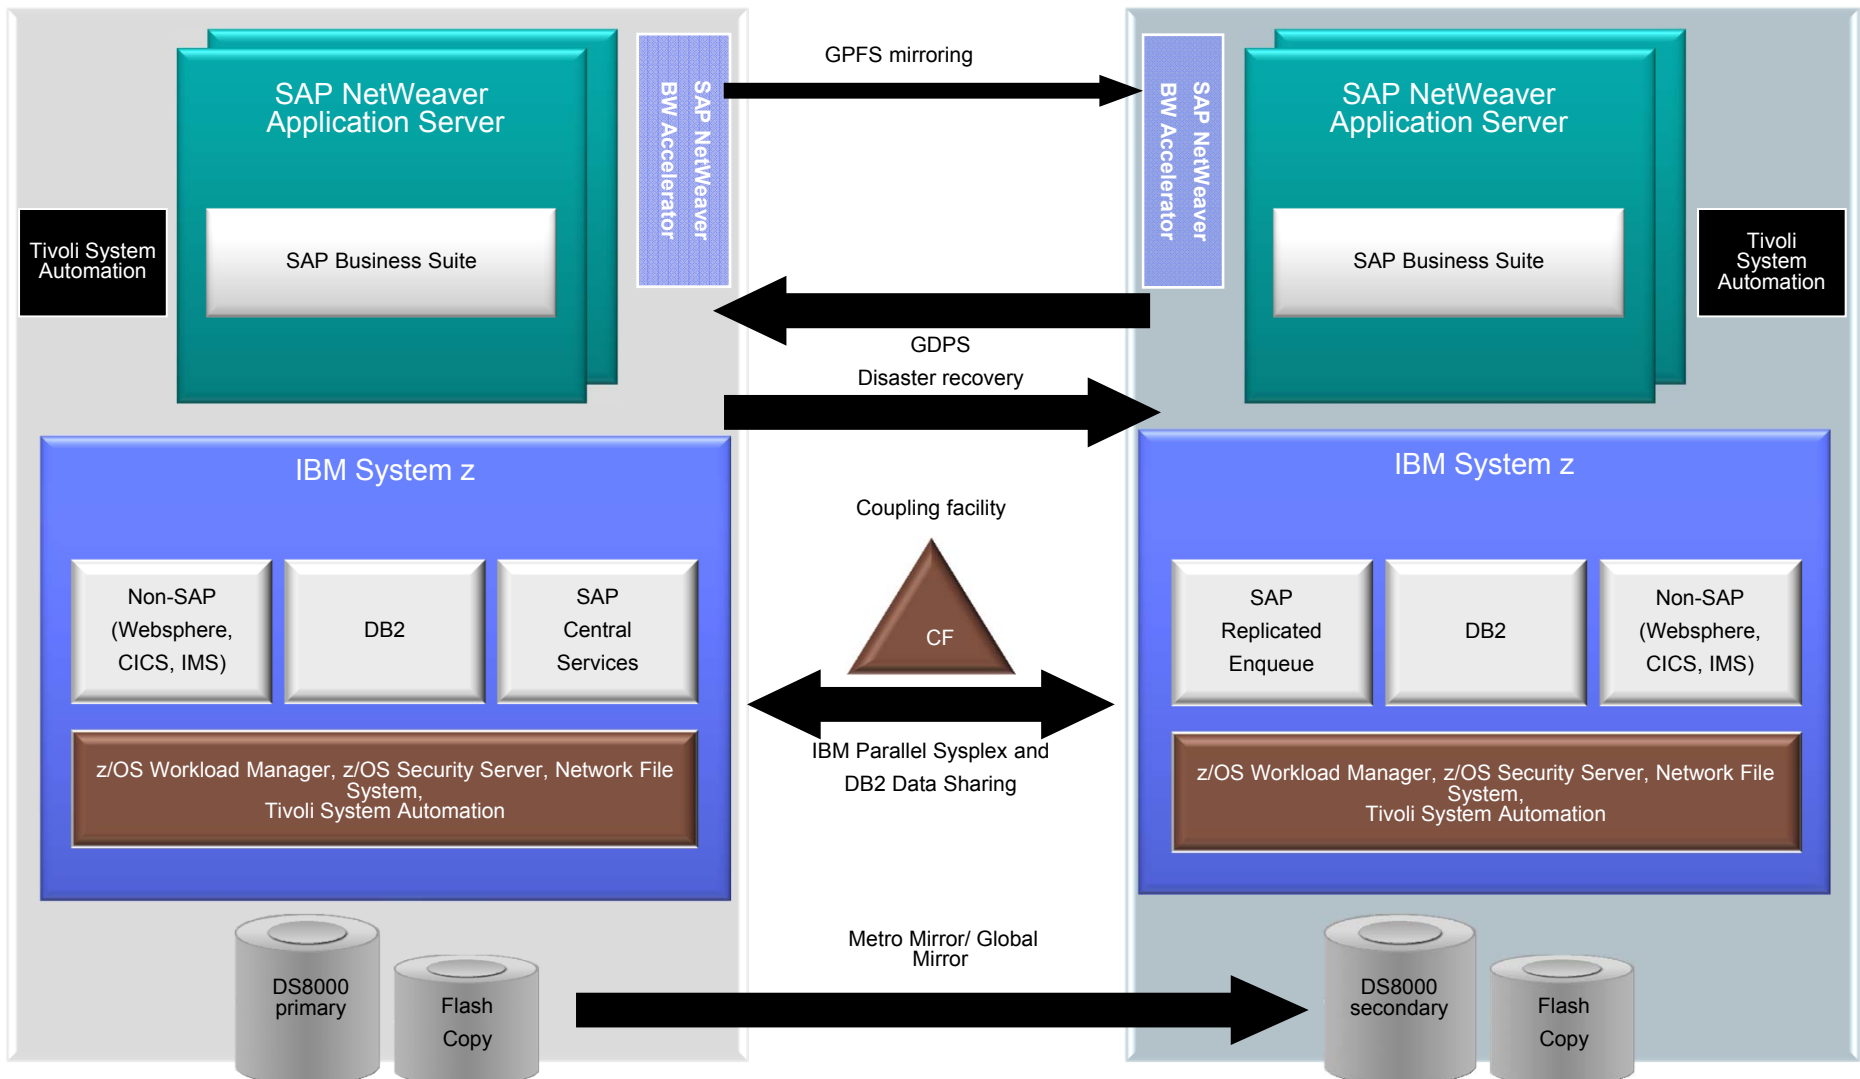 SAP NetWeaver
Application Server
SAP Business Suite
Tivoli System
Automation
SAP NetWeaver
BW Accelerator
GPFS mirroring
SAP NetWeaver
BW Accelerator
SAP NetWeaver
Application Server
SAP Business Suite
Tivoli
System
Automation
GDPS
Disaster recovery
IBM System z
Non-SAP
(Websphere,
CICS, IMS)
DB2
SAP
Central
Services
z/OS Workload Manager, z/OS Security Server, Network File
System,
Tivoli System Automation
Coupling facility
CF
IBM Parallel Sysplex and
DB2 Data Sharing
IBM System z
SAP
Replicated
Enqueue
DB2
Non-SAP
(Websphere,
CICS, IMS)
z/OS Workload Manager, z/OS Security Server, Network File
System,
Tivoli System Automation
DS8000
primary
Flash
Copy
Metro Mirror/ Global
Mirror
DS8000
secondary
Flash
Copy